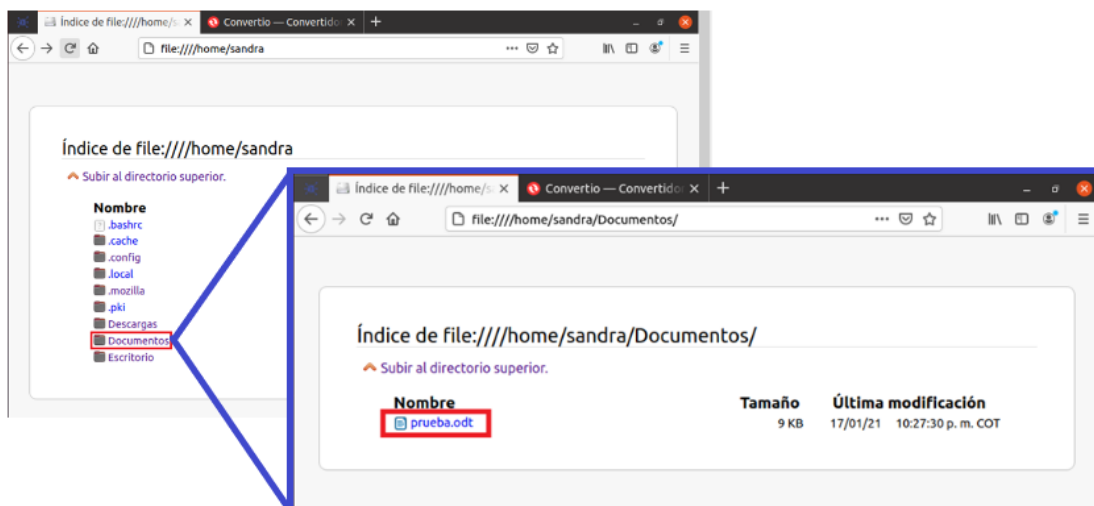 Índice de file:////home/s
Convertio — Convertido
file:////home/sandra
Índice de file:////home/sandra
Subir al directorio superior.
Nombre
.bashrc
.cache
.config
.local
.mozilla
.pki
Descargas
Documentos
Escritorio
Índice de file:////home/s
Convertio — Convertido
file:////home/sandra/Documentos/
Índice de file:////home/sandra/Documentos/
Subir al directorio superior.
Nombre Tamaño Última modificación
prueba.odt 9 KB 17/01/21 10:27:30 p. m. COT